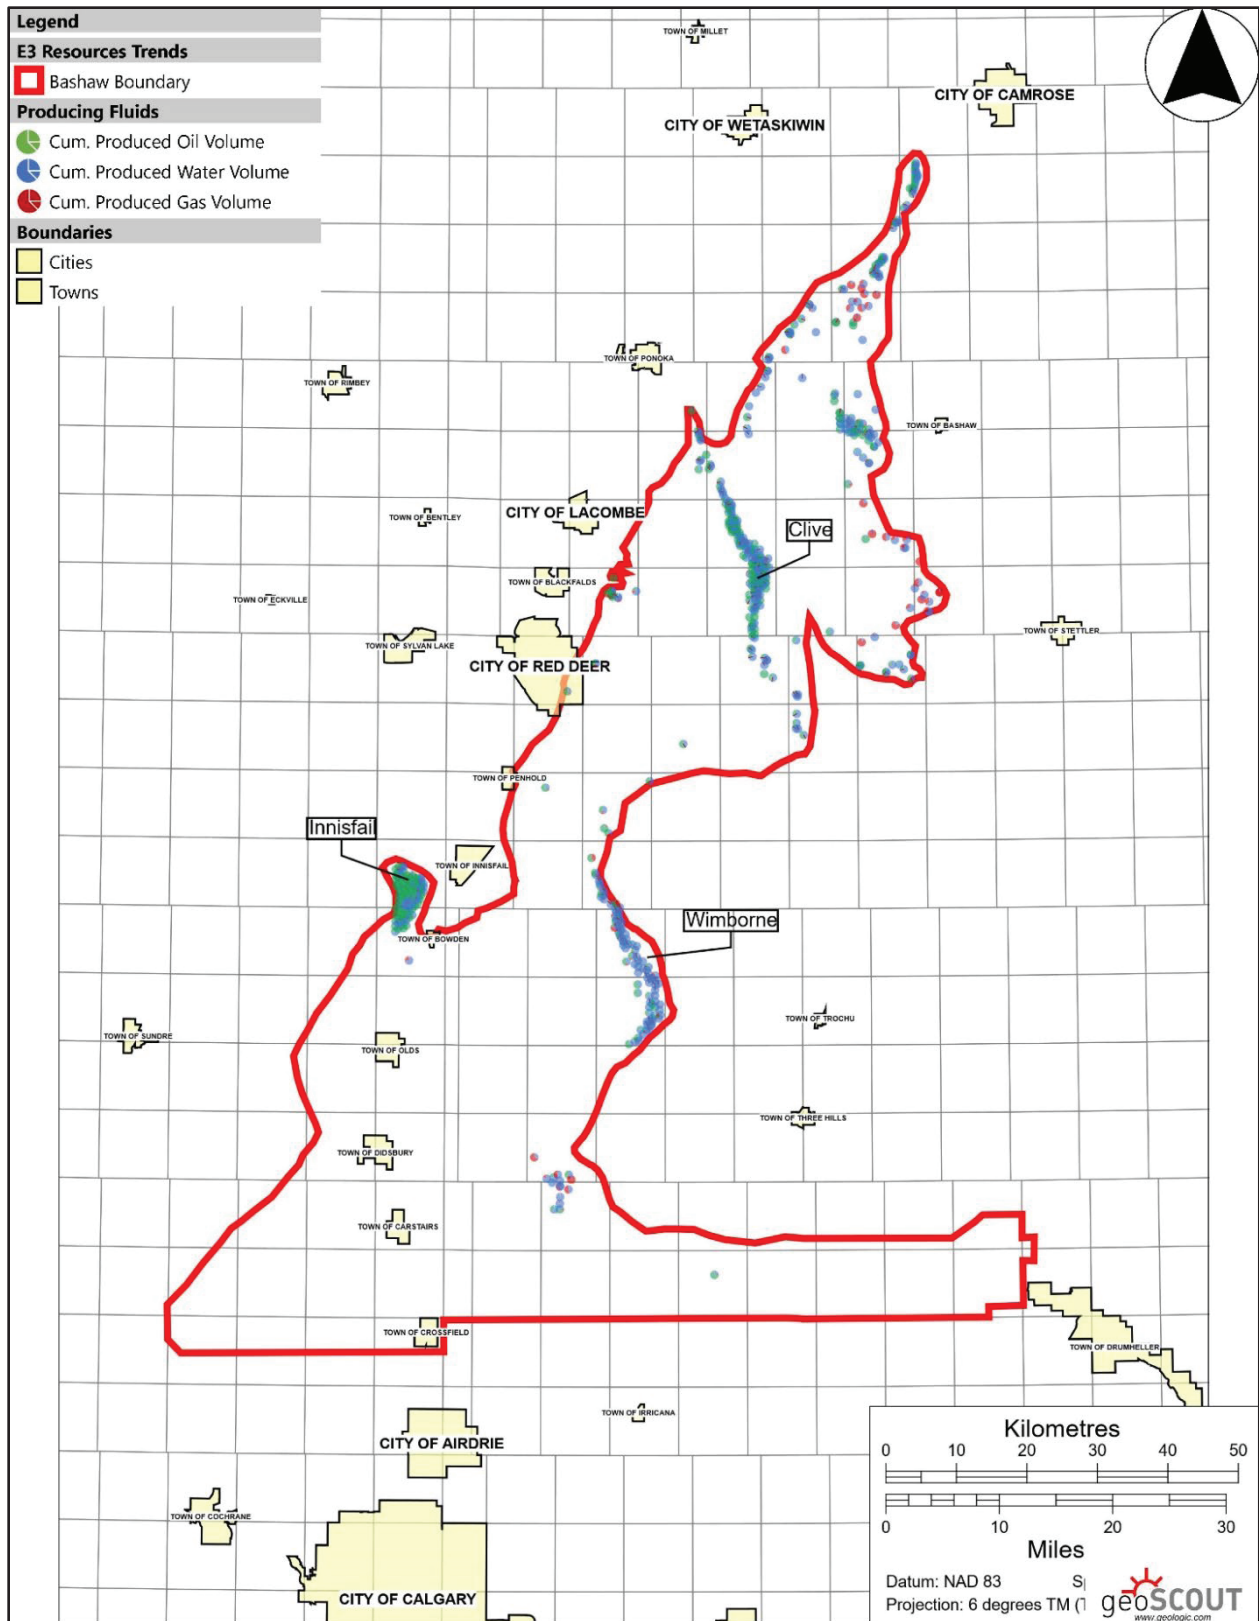 Legend
E3 Resources Trends
Bashaw Boundary
Producing Fluids
Cum. Produced Oil Volume
Cum. Produced Water Volume
Cum. Produced Gas Volume
Boundaries
Cities
Towns
TOWN OF MILLET
CITY OF CAMROSE
CITY OF WETASKIWIN
TOWN OF PONOKA
TOWN OF RIMBEY
TOWN OF BASHAW
CITY OF LACOMBE
TOWN OF BENTLEY
Clive
TOWN OF BLACKFALDS
TOWN OF ECKVILLE
TOWN OF STETTLER
TOWN OF SYLVAN LAKE
CITY OF RED DEER
TOWN OF PENHOLD
Innisfail
TOWN OF INNISFAIL
Wimborne
TOWN OF BOWDEN
TOWN OF TROCHU
TOWN OF SUNDRE
TOWN OF OLDS
TOWN OF THREE HILLS
TOWN OF DIDSBURY
TOWN OF CARSTAIRS
TOWN OF CROSSFIELD
TOWN OF DRUMHELLER
TOWN OF IRRICANA
CITY OF AIRDRIE
TOWN OF COCHRANE
CITY OF CALGARY
Kilometres
0 10 20 30 40 50
0 10 20 30
Miles
Datum: NAD 83
Projection: 6 degrees TM
geoSCOUT
www.geologic.com